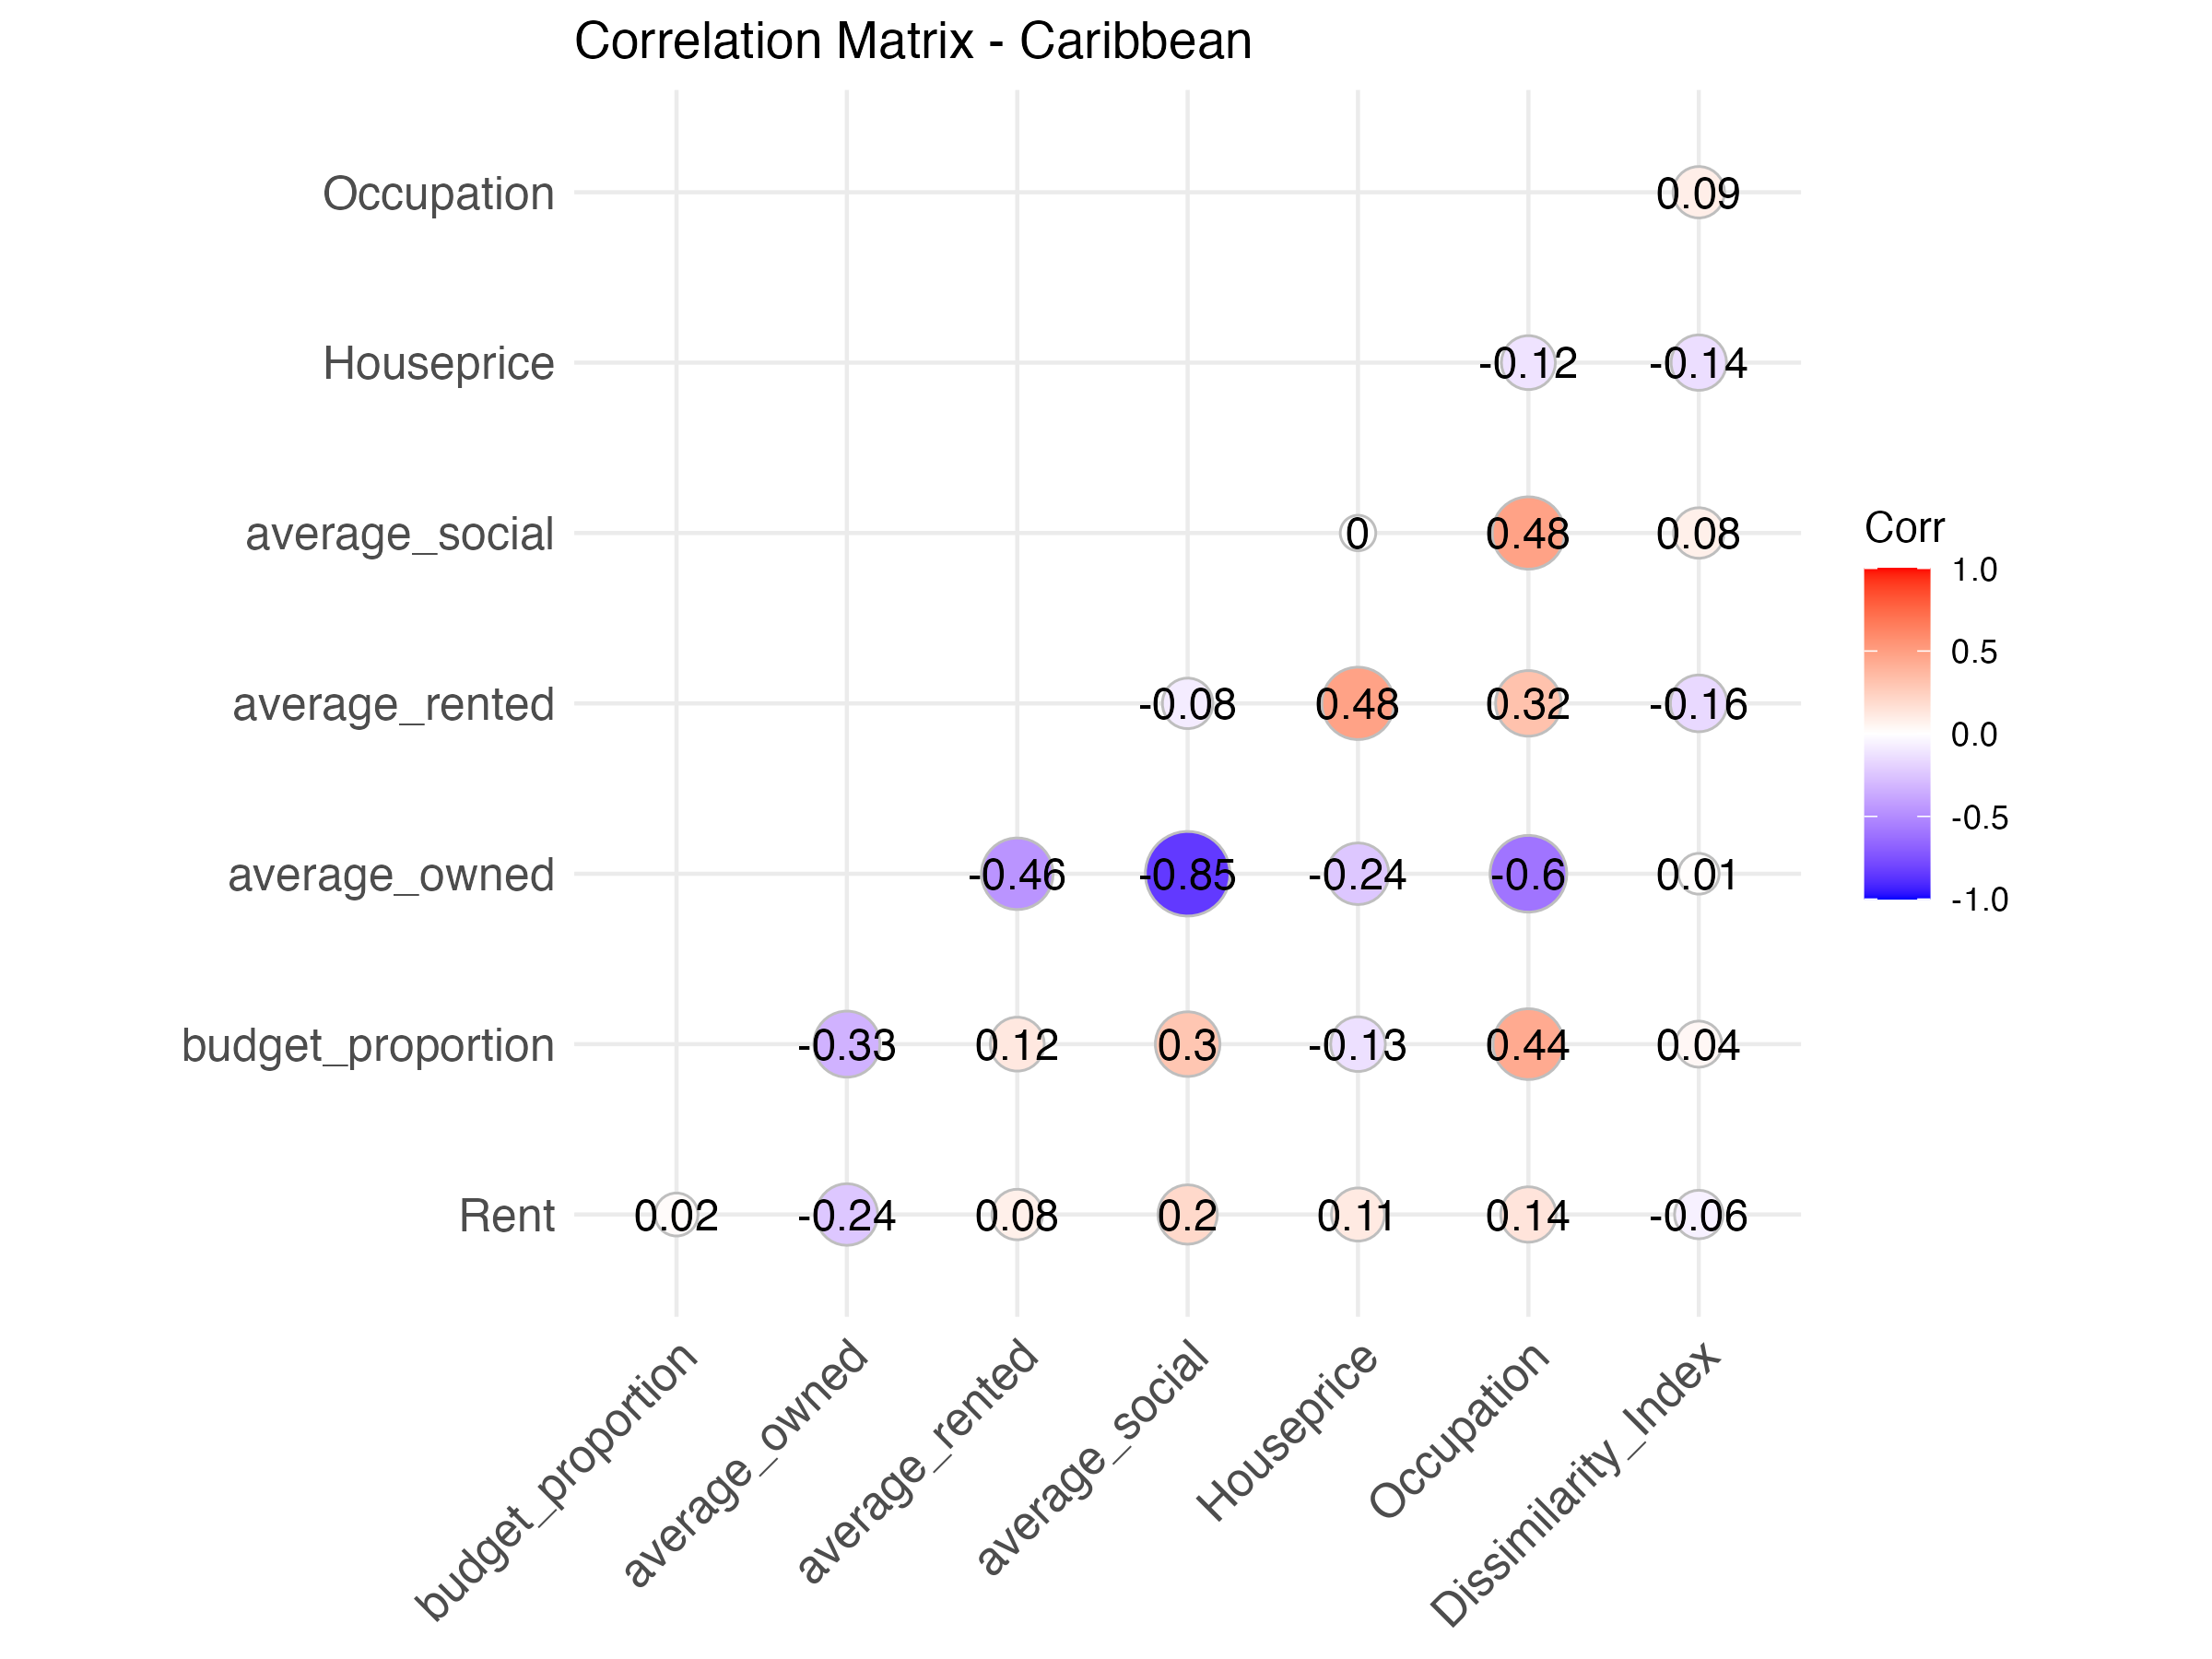 Correlation Matrix - Caribbean
Occupation 0.09
Houseprice -0.12 -0.14
average_social 0 0.48 0.08
average_rented -0.08 0.48 0.32 -0.16
average_owned -0.46 -0.85 -0.24 -0.6 0.01
budget_proportion -0.33 0.12 0.3 -0.13 0.44 0.04
Rent 0.02 -0.24 0.08 0.2 0.11 0.14 -0.06
budget_proportion
average_owned
average_rented
average_social
Houseprice
Occupation
Dissimilarity_Index
Corr
1.0
0.5
0.0
-0.5
-1.0